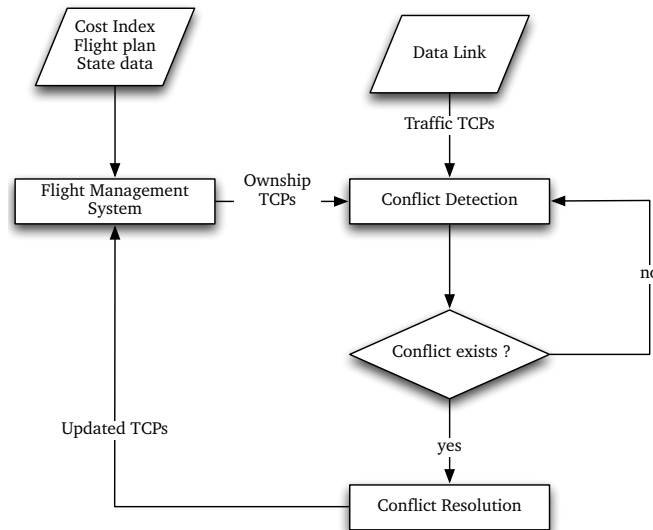 Cost Index
Flight plan
State data
Data Link
Traffic TCPs
Flight Management
System
Ownship
TCPs
Conflict Detection
no
Conflict exists ?
Updated TCPs
yes
Conflict Resolution